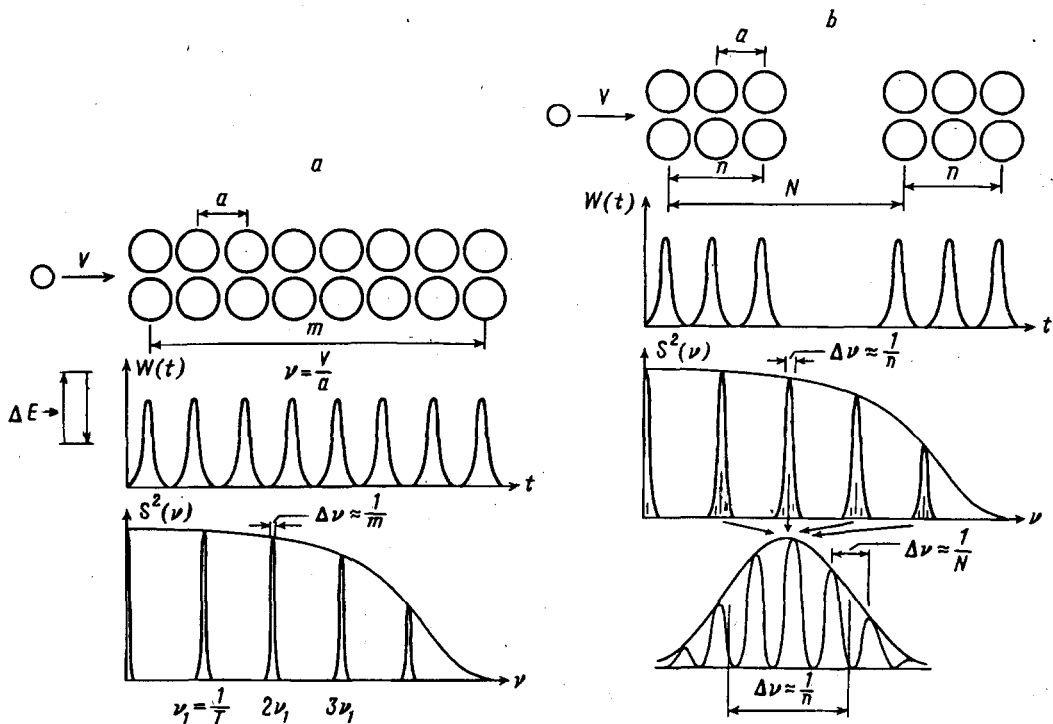 a
a
V
m
W(t)
ν = V/a
ΔE
t
S²(ν)
Δν ≈ 1/m
ν
ν₁ = 1/T 2ν₁ 3ν₁
b
a
V
n
N
n
W(t)
t
S²(ν)
Δν ≈ 1/n
ν
Δν ≈ 1/N
Δν ≈ 1/n